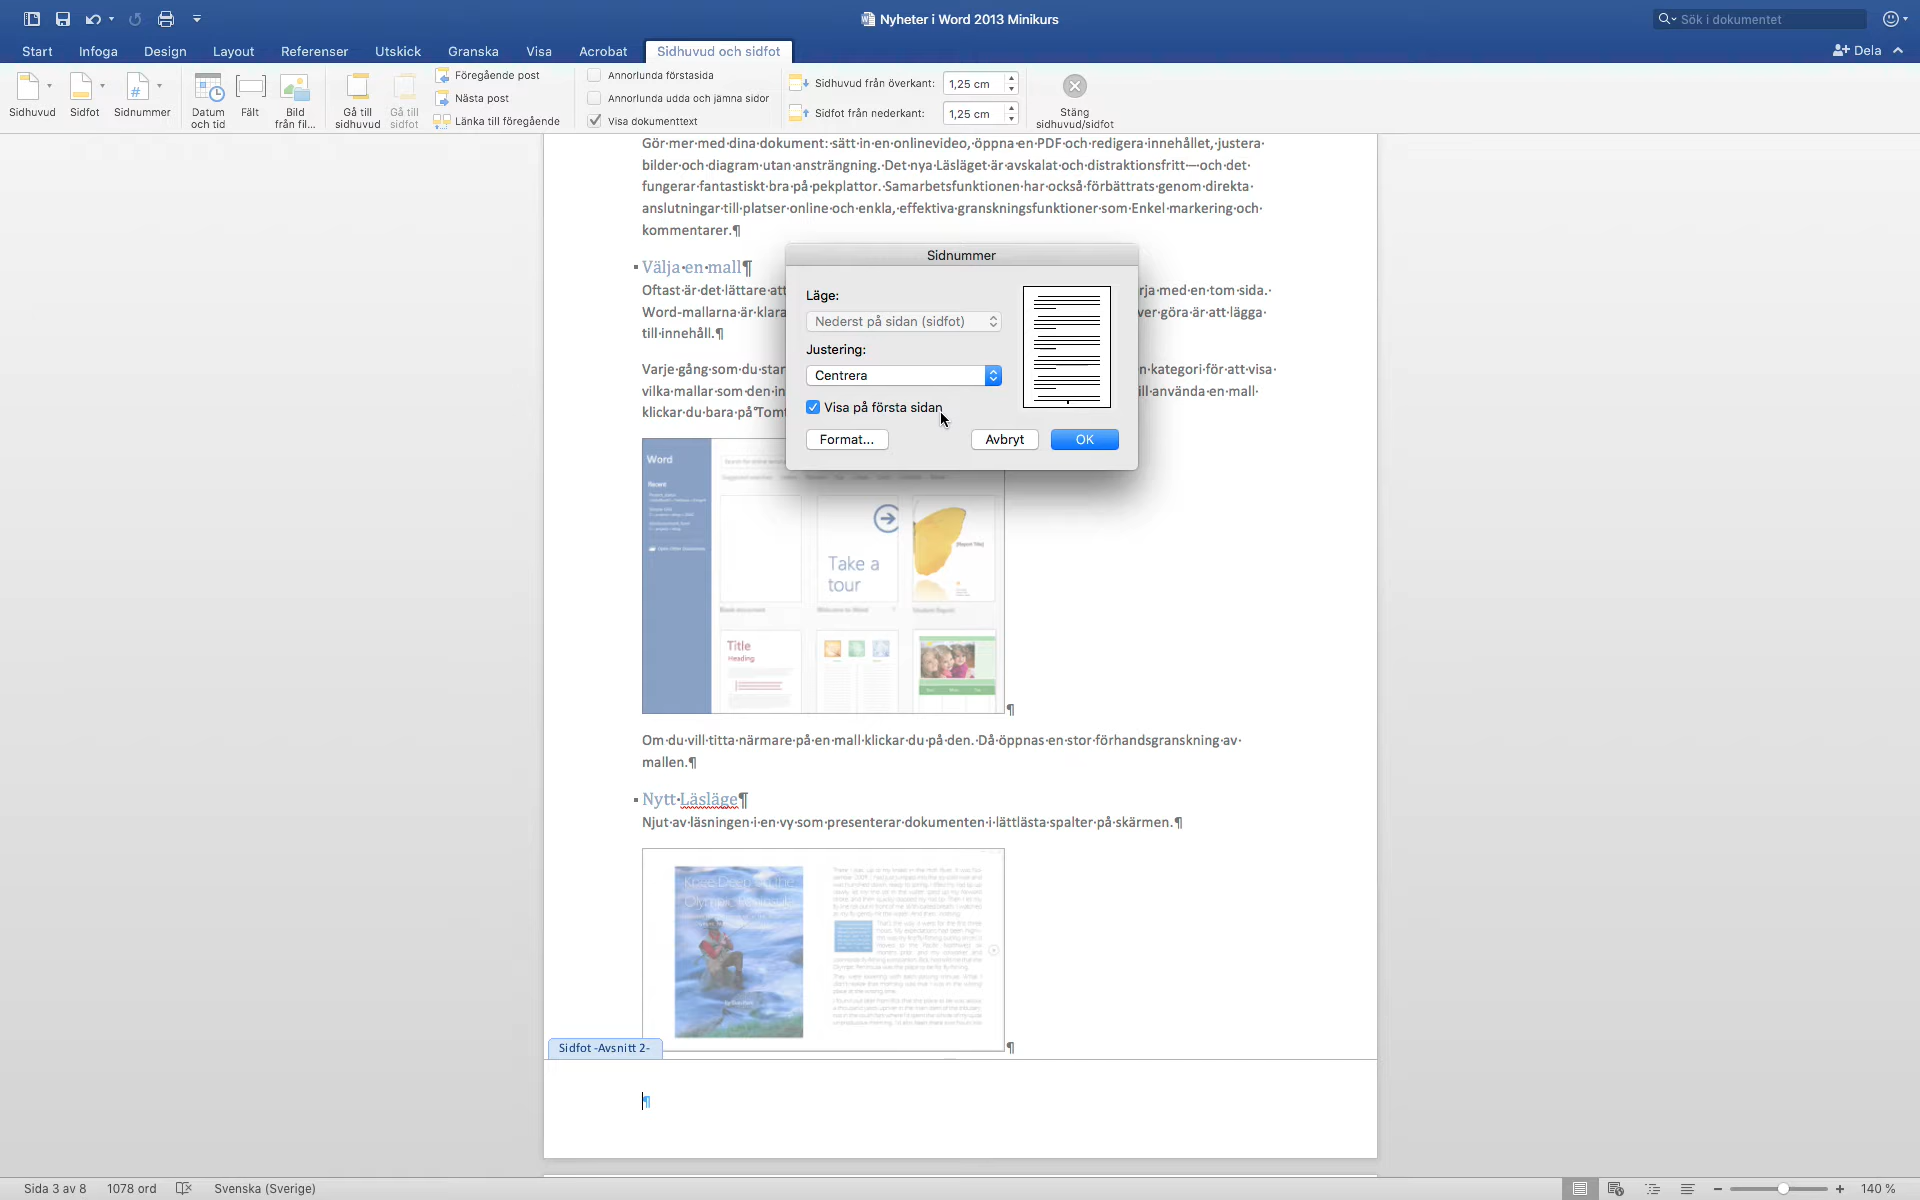 Nyheter i Word 2013 Minikurs
Sök i dokumentet
Start Infoga Design Layout Referenser Utskick Granska Visa Acrobat Sidhuvud och sidfot
Dela
Sidhuvud Sidfot Sidnummer
Datum och tid
Fält
Bild från fil...
Gå till sidhuvud
Gå till sidfot
Föregående post
Nästa post
Länka till föregående
Annorlunda förstasida
Annorlunda udda och jämna sidor
Visa dokumenttext
Sidhuvud från överkant: 1,25 cm
Sidfot från nederkant: 1,25 cm
Stäng sidhuvud/sidfot
Gör·mer·med·dina·dokument:·sätt·in·en·onlinevideo,·öppna·en·PDF·och·redigera·innehållet,·justera·
bilder·och·diagram·utan·ansträngning.·Det·nya·Läsläget·är·avskalat·och·distraktionsfritt—·och·det·
fungerar·fantastiskt·bra·på·pekplattor.·Samarbetsfunktionen·har·också·förbättrats·genom·direkta·
anslutningar·till·platser·online·och·enkla,·effektiva·granskningsfunktioner·som·Enkel·markering·och·
kommentarer.¶
Välja·en·mall¶
Oftast·är·det·lättare·att
rja·med·en·tom·sida.·
Word-mallarna·är·klara
ver·göra·är·att·lägga·
till·innehåll.¶
Varje·gång·som·du·star
n·kategori·för·att·visa·
vilka·mallar·som·den·in
ill·använda·en·mall·
klickar·du·bara·på
Sidnummer
Läge:
Nederst på sidan (sidfot)
Justering:
Centrera
Visa på första sidan
Format...
Avbryt
OK
Word
Recent
Take a tour
[Report Title]
Blank document
Welcome to Word
Student Report
Title
Heading
¶
Om·du·vill·titta·närmare·på·en·mall·klickar·du·på·den.·Då·öppnas·en·stor·förhandsgranskning·av·
mallen.¶
Nytt·Läsläge¶
Njut·av·läsningen·i·en·vy·som·presenterar·dokumenten·i·lättlästa·spalter·på·skärmen.¶
¶
Sidfot -Avsnitt 2-
¶
Sida 3 av 8
1078 ord
Svenska (Sverige)
140 %